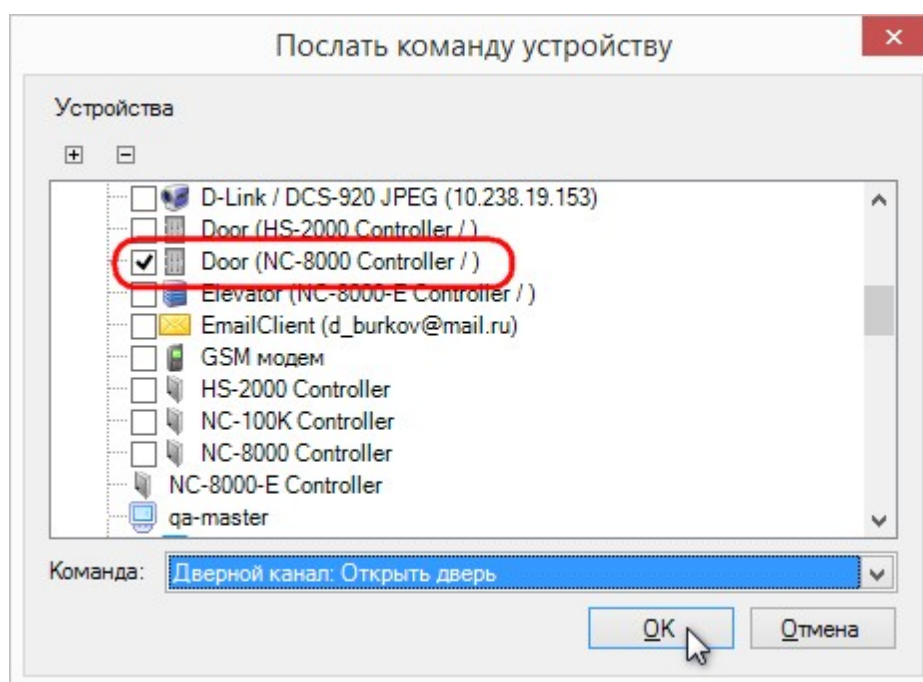 Послать команду устройству
Устройства
D-Link / DCS-920 JPEG (10.238.19.153)
Door (HS-2000 Controller / )
Door (NC-8000 Controller / )
Elevator (NC-8000-E Controller / )
EmailClient (d_burkov@mail.ru)
GSM модем
HS-2000 Controller
NC-100K Controller
NC-8000 Controller
NC-8000-E Controller
qa-master
Команда: Дверной канал: Открыть дверь
OK Отмена